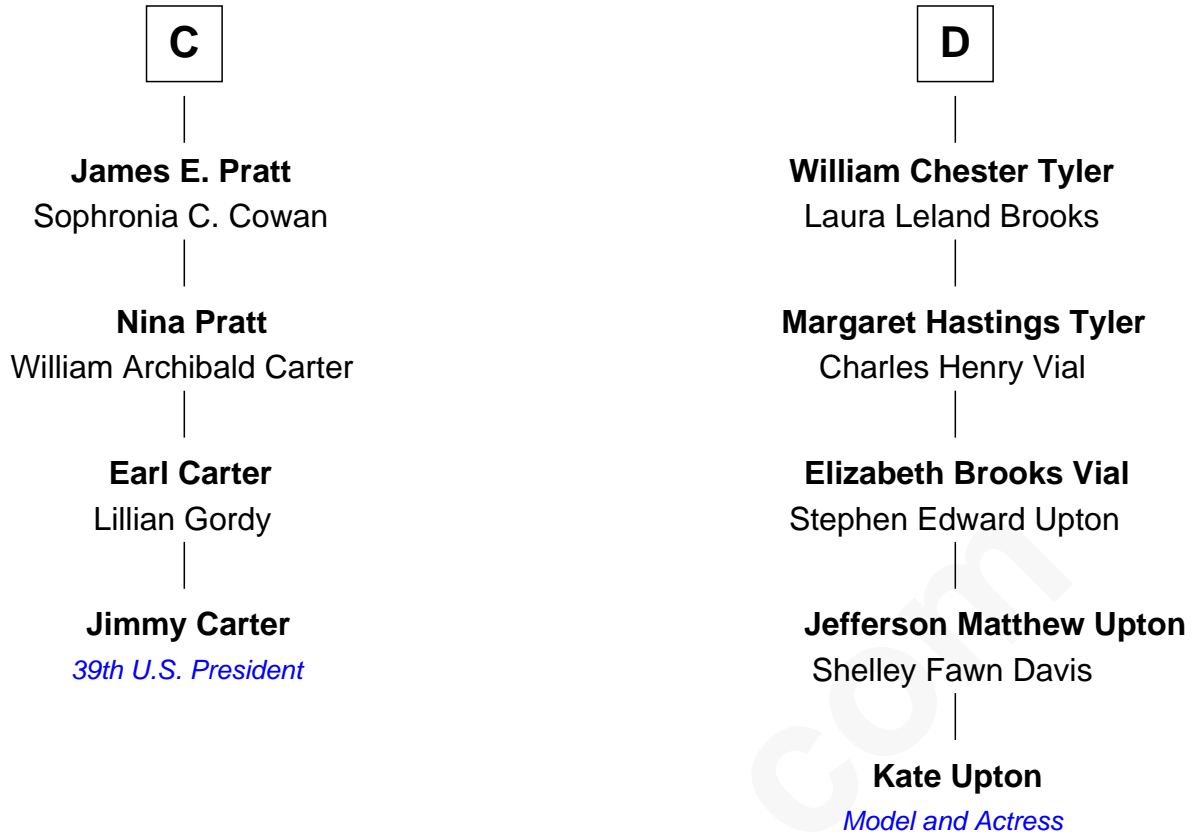 C
James E. Pratt
Sophronia C. Cowan
Nina Pratt
William Archibald Carter
Earl Carter
Lillian Gordy
Jimmy Carter
39th U.S. President
D
William Chester Tyler
Laura Leland Brooks
Margaret Hastings Tyler
Charles Henry Vial
Elizabeth Brooks Vial
Stephen Edward Upton
Jefferson Matthew Upton
Shelley Fawn Davis
Kate Upton
Model and Actress
com